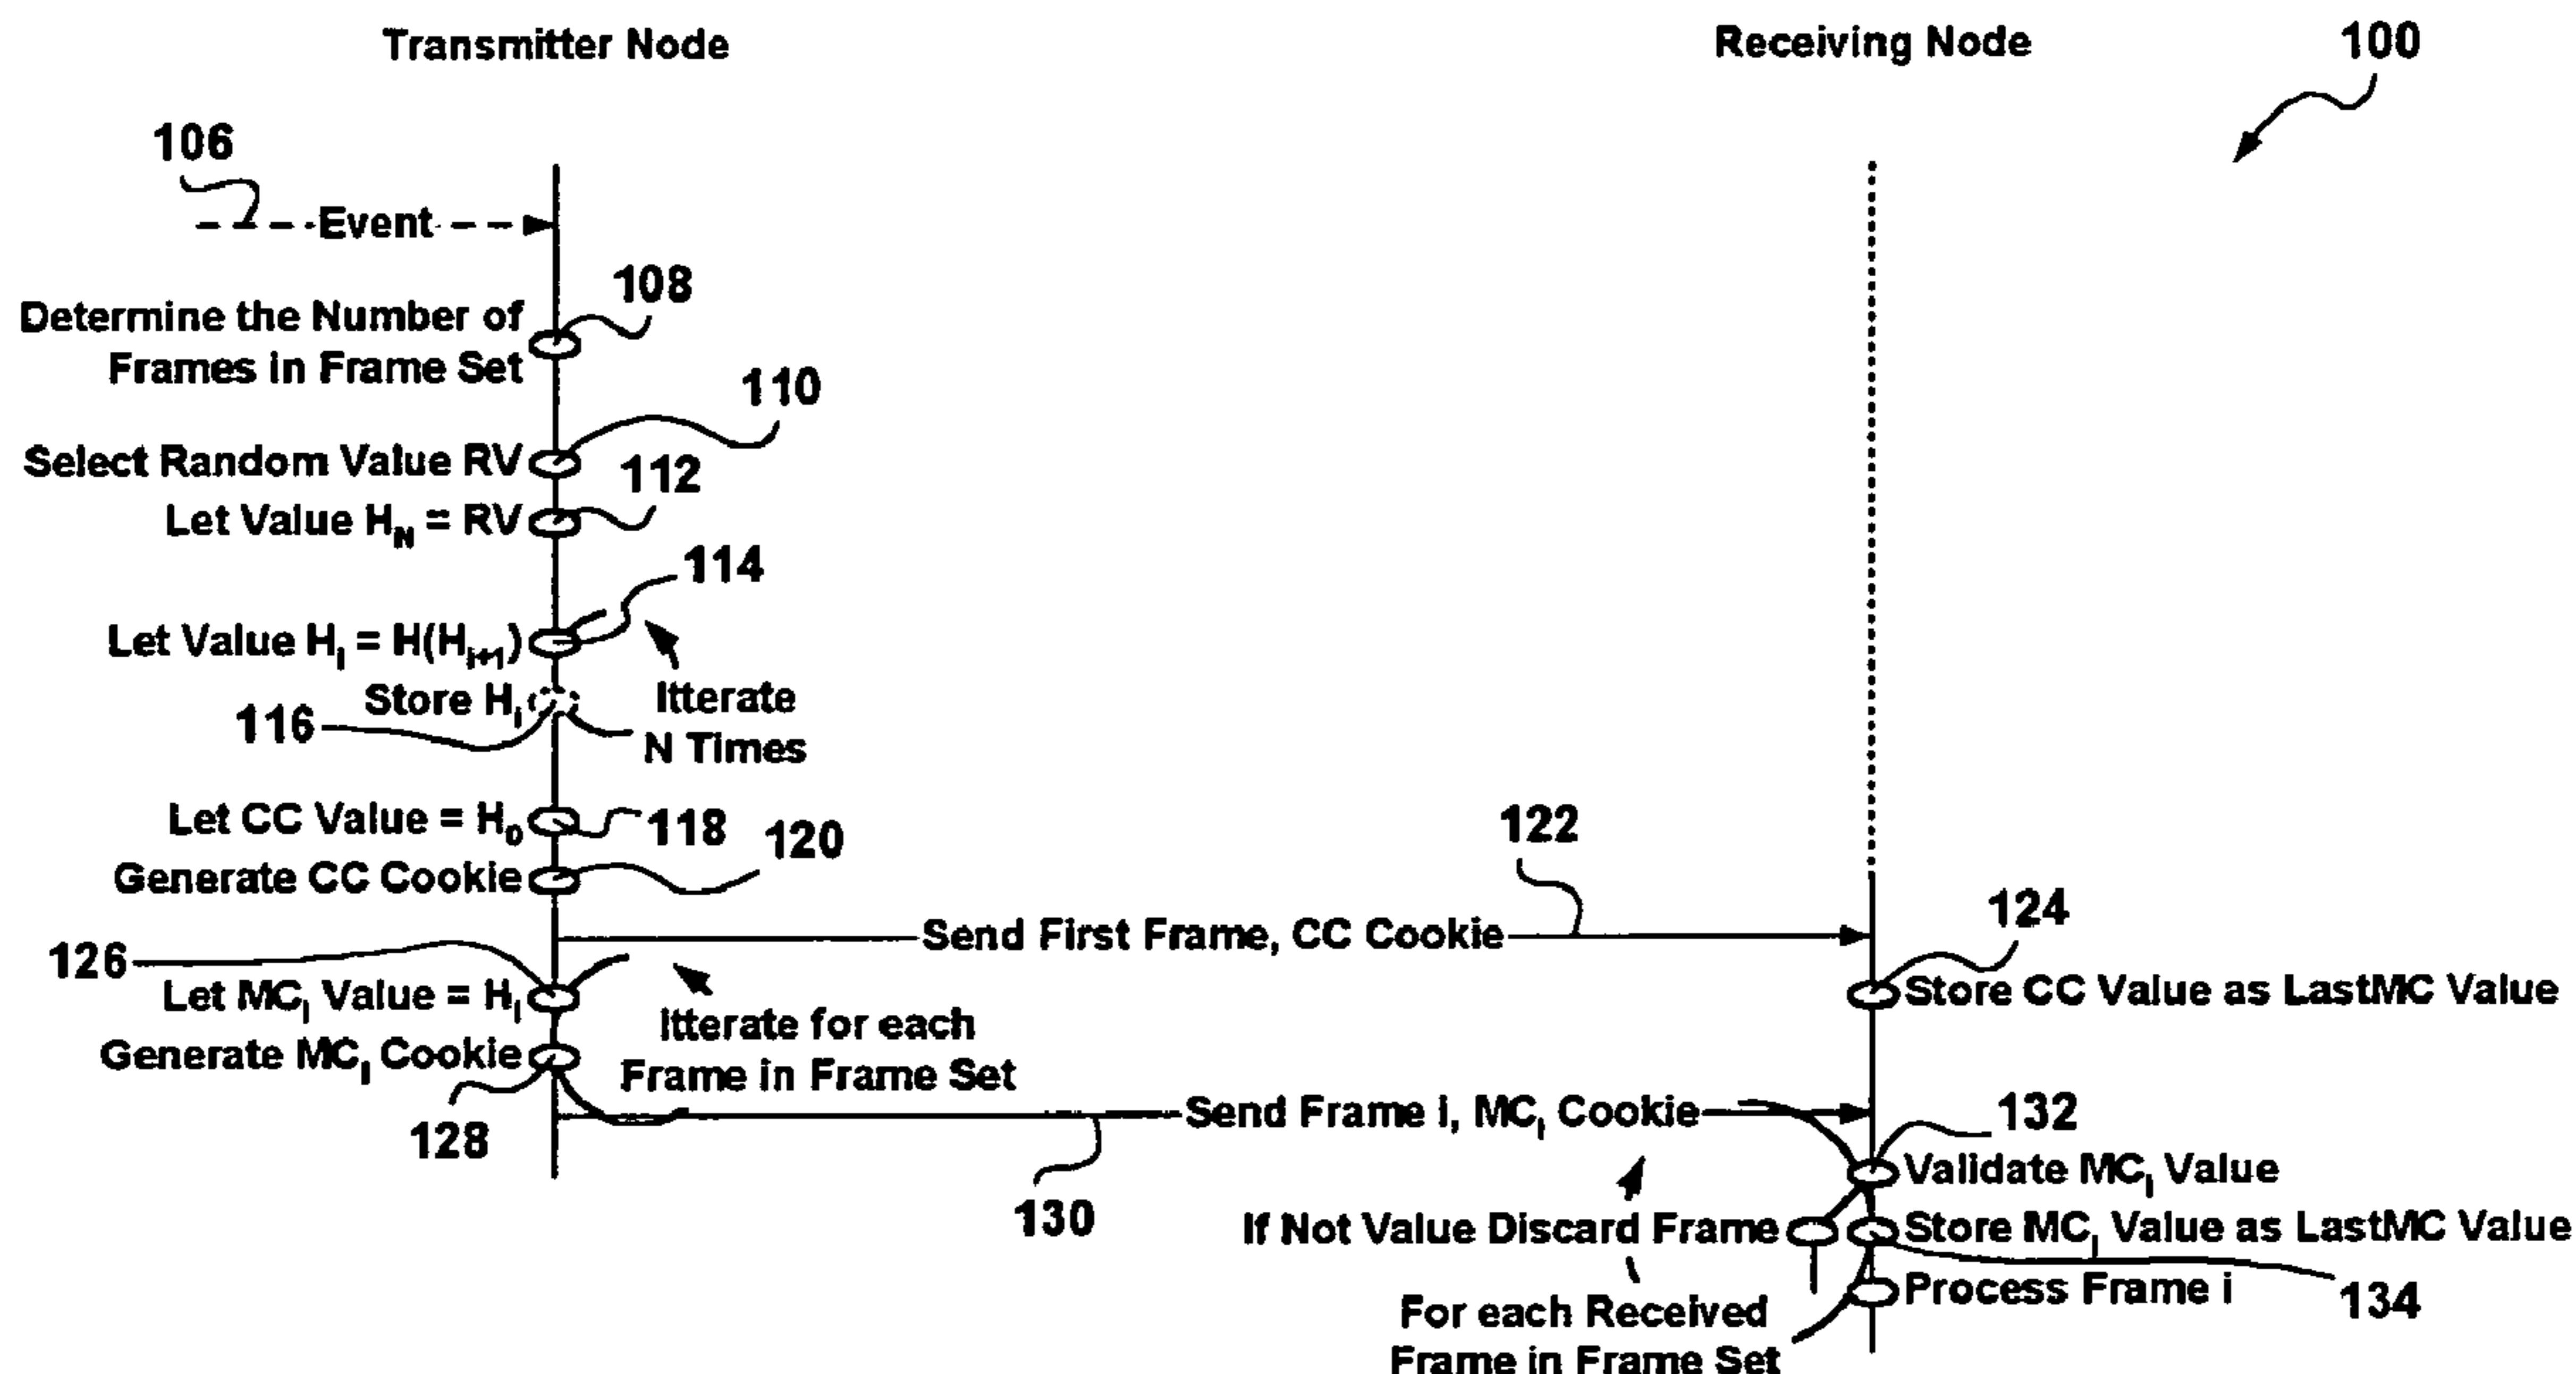 Transmitter Node
Receiving Node
100
106
Event
108
Determine the Number of
Frames in Frame Set
110
Select Random Value RV
112
Let Value H_N = RV
114
Let Value H_i = H(H_i+1)
Store H_i
116
Itterate
N Times
Let CC Value = H_0
118
120
Generate CC Cookie
122
Send First Frame, CC Cookie
124
126
Let MC_i Value = H_i
Store CC Value as LastMC Value
Itterate for each
Frame in Frame Set
Generate MC_i Cookie
128
Send Frame i, MC_i Cookie
130
132
Validate MC_i Value
If Not Value Discard Frame
Store MC_i Value as LastMC Value
Process Frame i
134
For each Received
Frame in Frame Set